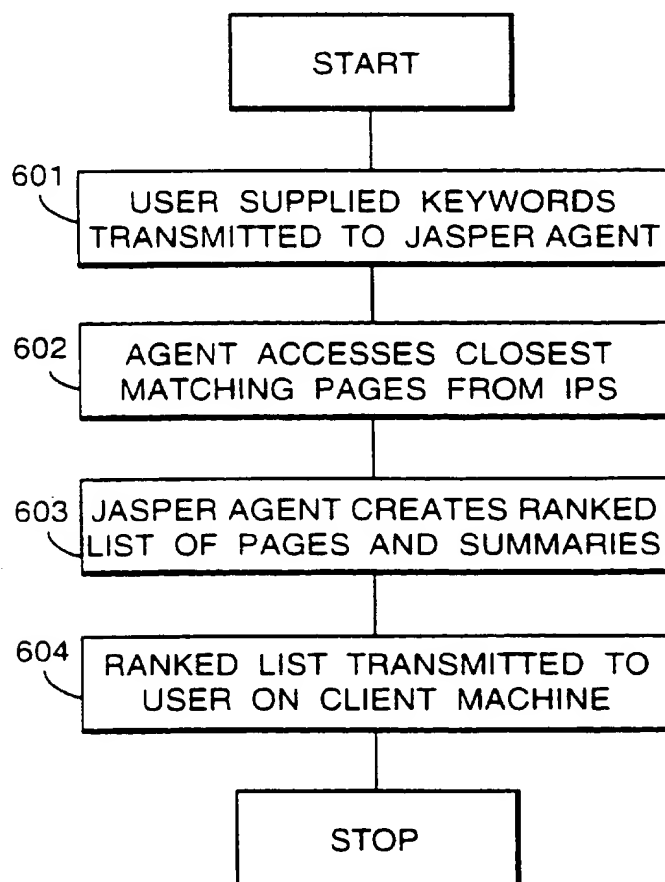 START
601
USER SUPPLIED KEYWORDS
TRANSMITTED TO JASPER AGENT
602
AGENT ACCESSES CLOSEST
MATCHING PAGES FROM IPS
603
JASPER AGENT CREATES RANKED
LIST OF PAGES AND SUMMARIES
604
RANKED LIST TRANSMITTED TO
USER ON CLIENT MACHINE
STOP